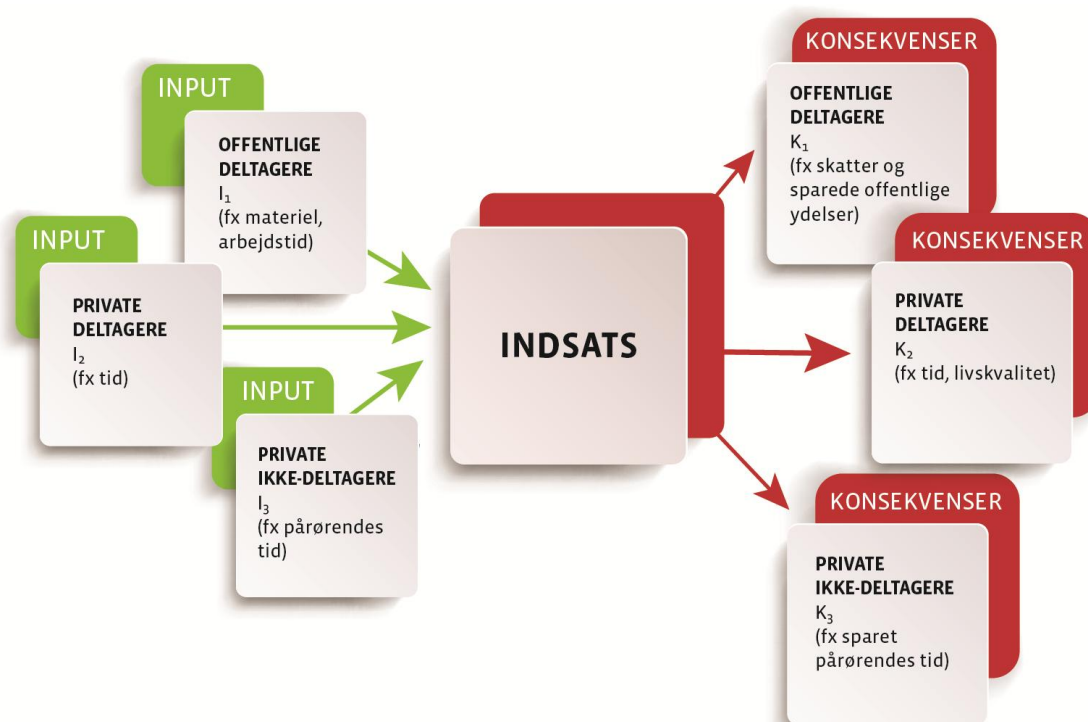 INPUT
OFFENTLIGE
DELTAGERE
I₁
(fx materiel,
arbejdstid)
INPUT
PRIVATE
DELTAGERE
I₂
(fx tid)
INPUT
PRIVATE
IKKE-DELTAGERE
I₃
(fx pårørendes
tid)
INDSATS
KONSEKVENSER
OFFENTLIGE
DELTAGERE
K₁
(fx skatter og
sparede offentlige
ydelser)
KONSEKVENSER
PRIVATE
DELTAGERE
K₂
(fx tid, livskvalitet)
KONSEKVENSER
PRIVATE
IKKE-DELTAGERE
K₃
(fx sparet
pårørendes tid)